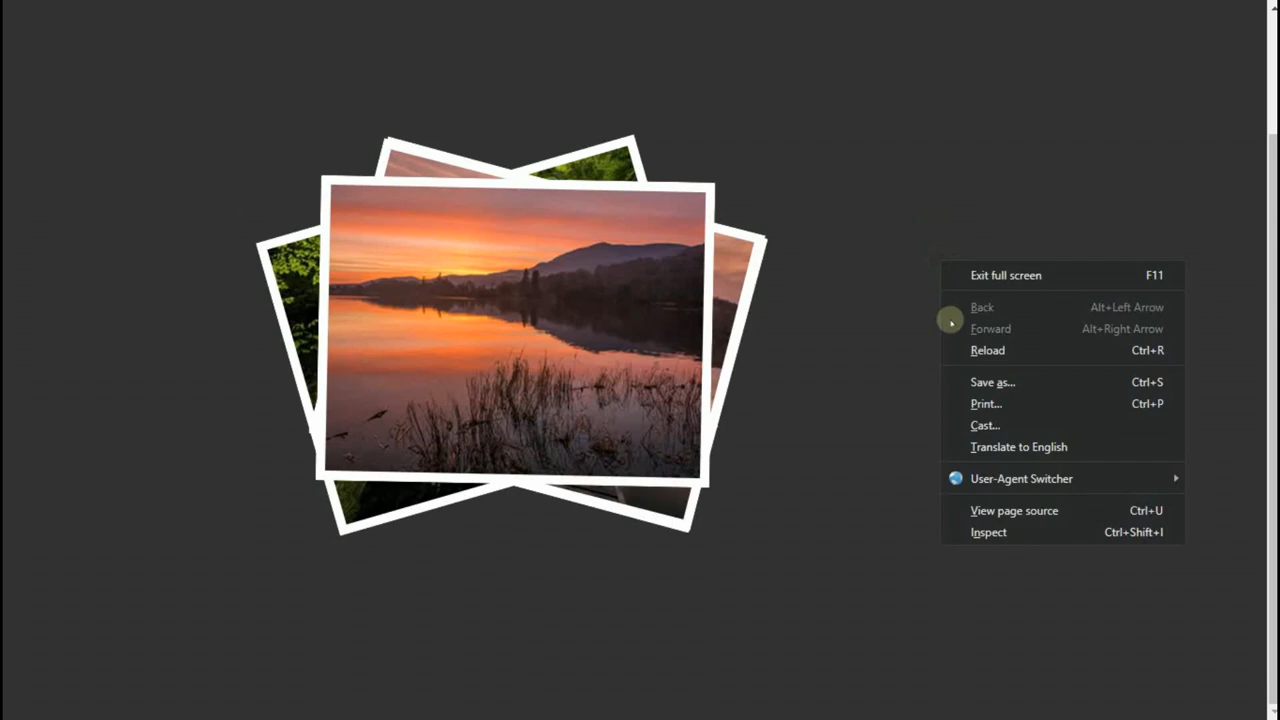 Exit full screen F11
Back Alt+Left Arrow
Forward Alt+Right Arrow
Reload Ctrl+R
Save as... Ctrl+S
Print... Ctrl+P
Cast...
Translate to English
User-Agent Switcher
View page source Ctrl+U
Inspect Ctrl+Shift+I